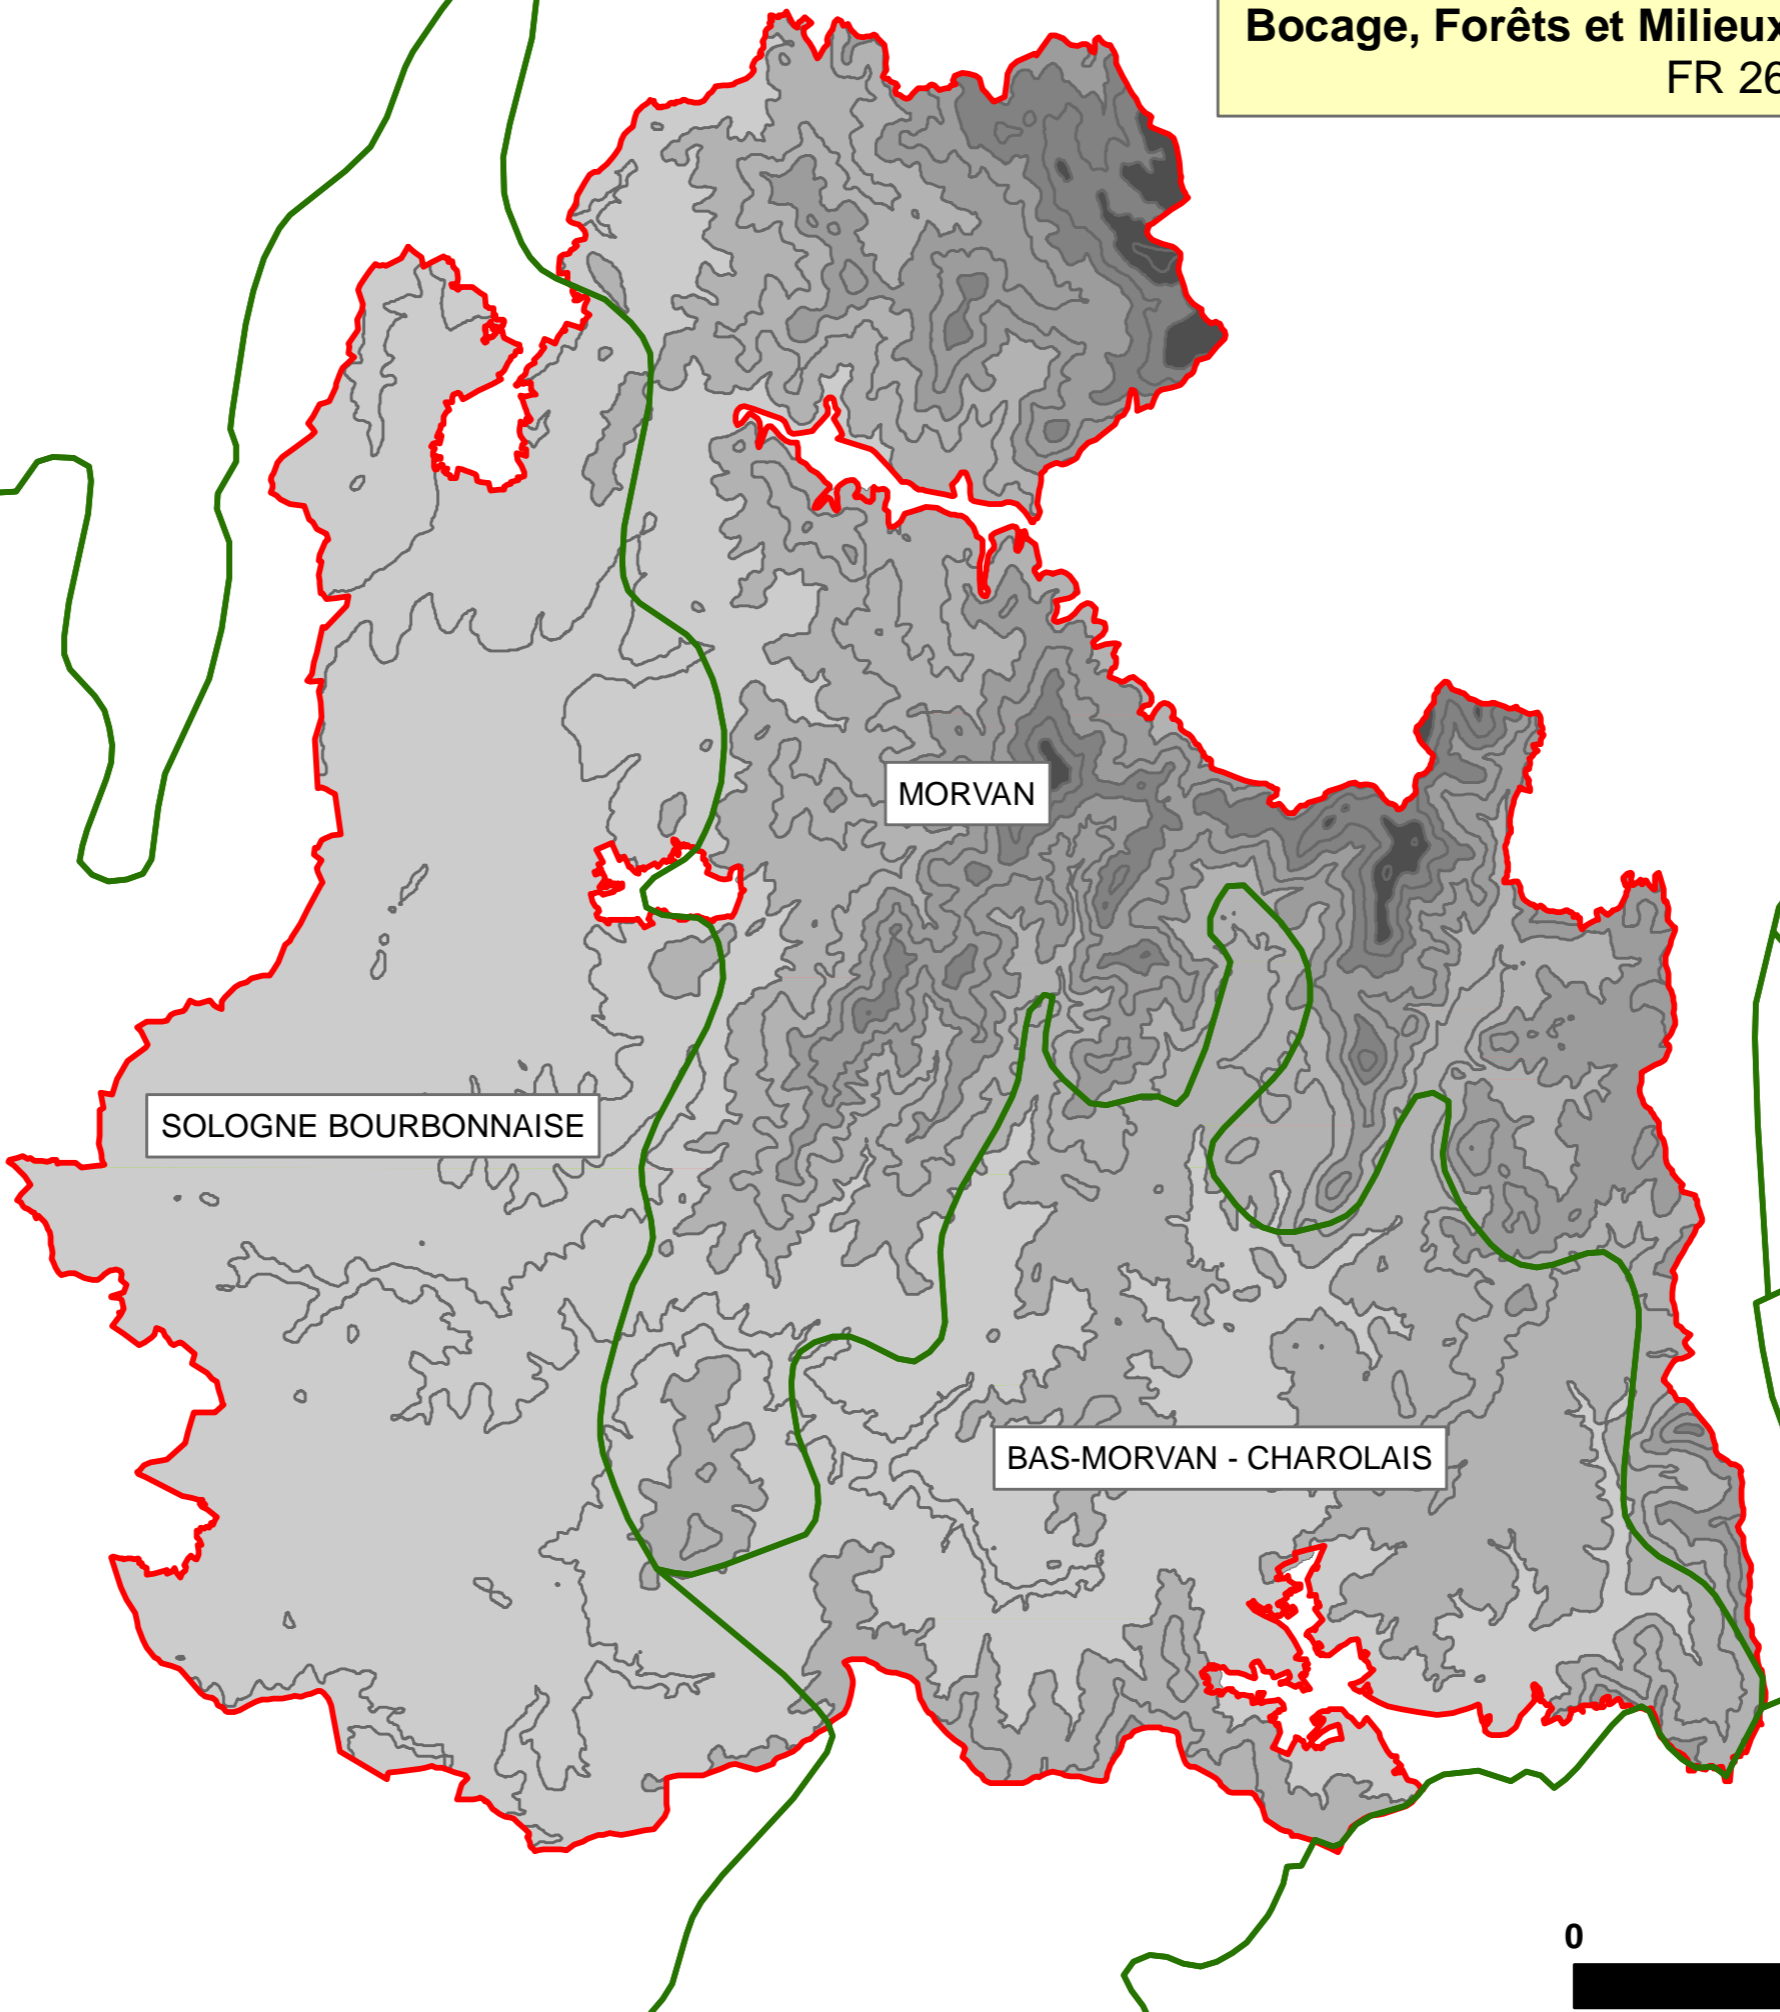 Bocage, Forêts et Milieux
FR 26
MORVAN
SOLOGNE BOURBONNAISE
BAS-MORVAN - CHAROLAIS
0